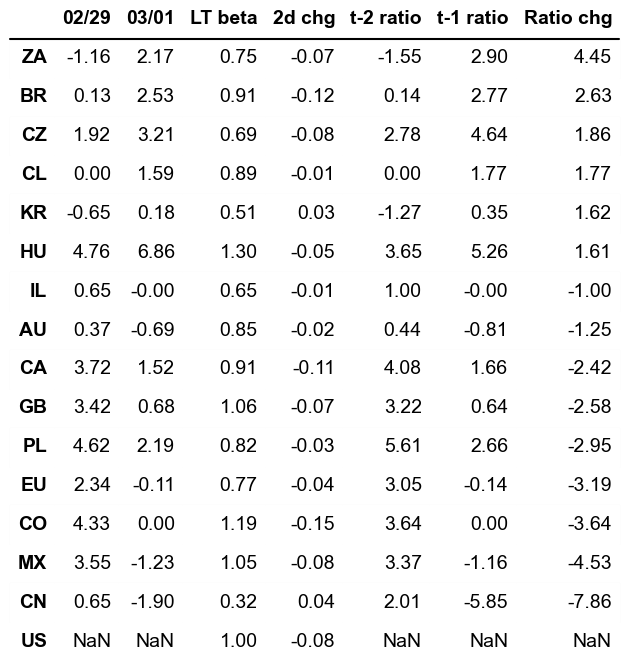 02/29 03/01 LT beta 2d chg t-2 ratio t-1 ratio Ratio chg
ZA -1.16 2.17 0.75 -0.07 -1.55 2.90 4.45
BR 0.13 2.53 0.91 -0.12 0.14 2.77 2.63
CZ 1.92 3.21 0.69 -0.08 2.78 4.64 1.86
CL 0.00 1.59 0.89 -0.01 0.00 1.77 1.77
KR -0.65 0.18 0.51 0.03 -1.27 0.35 1.62
HU 4.76 6.86 1.30 -0.05 3.65 5.26 1.61
IL 0.65 -0.00 0.65 -0.01 1.00 -0.00 -1.00
AU 0.37 -0.69 0.85 -0.02 0.44 -0.81 -1.25
CA 3.72 1.52 0.91 -0.11 4.08 1.66 -2.42
GB 3.42 0.68 1.06 -0.07 3.22 0.64 -2.58
PL 4.62 2.19 0.82 -0.03 5.61 2.66 -2.95
EU 2.34 -0.11 0.77 -0.04 3.05 -0.14 -3.19
CO 4.33 0.00 1.19 -0.15 3.64 0.00 -3.64
MX 3.55 -1.23 1.05 -0.08 3.37 -1.16 -4.53
CN 0.65 -1.90 0.32 0.04 2.01 -5.85 -7.86
US NaN NaN 1.00 -0.08 NaN NaN NaN